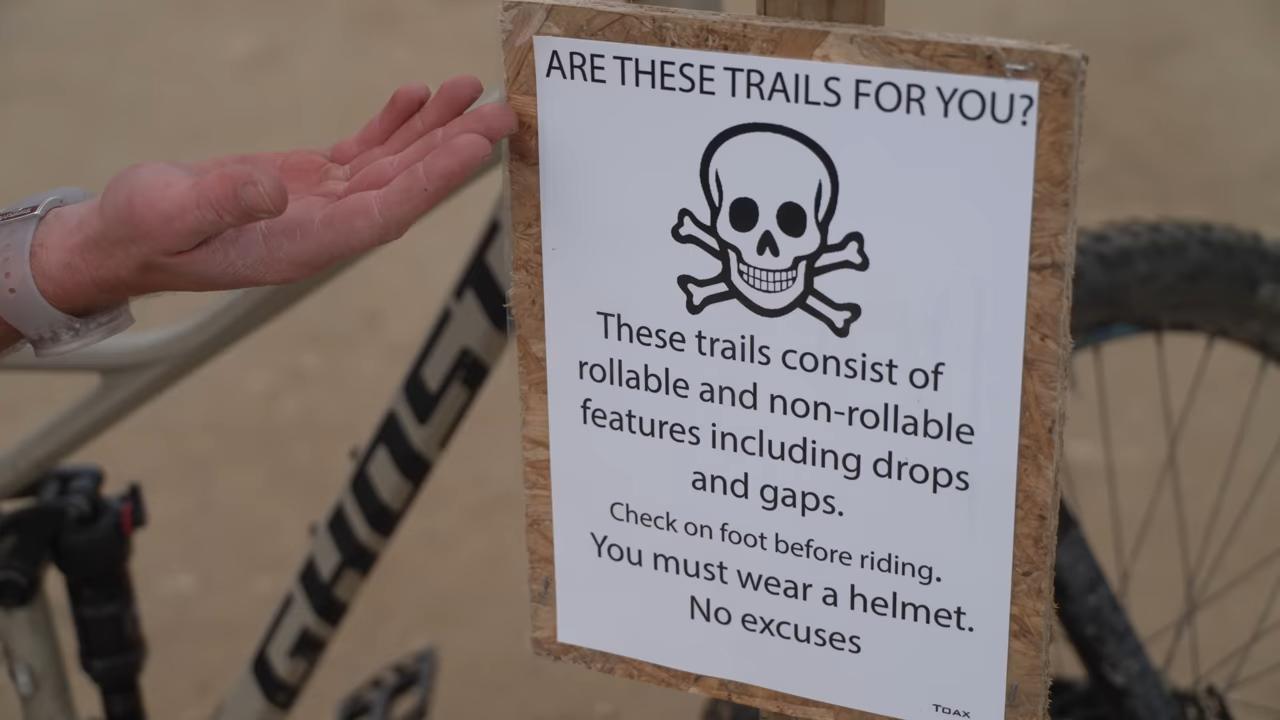 ARE THESE TRAILS FOR YOU?
These trails consist of
rollable and non-rollable
features including drops
and gaps.
Check on foot before riding.
You must wear a helmet.
No excuses
TOAX
GHOST